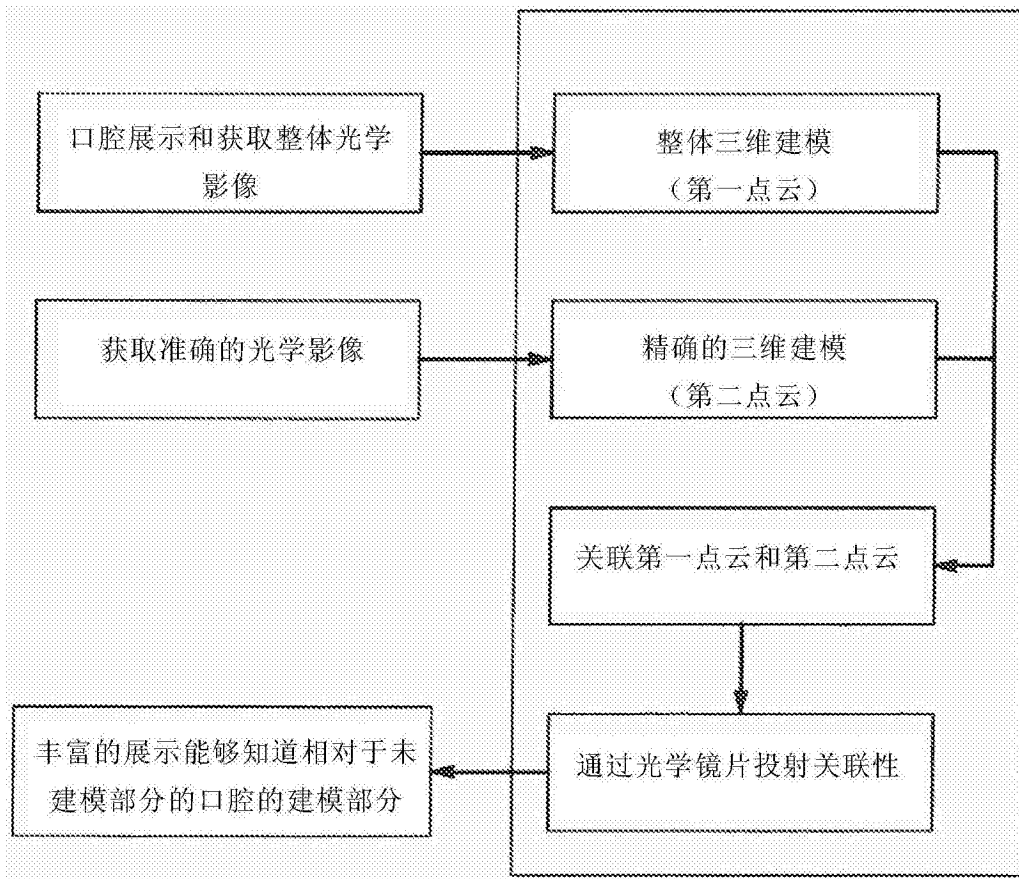 口腔展示和获取整体光学
影像
整体三维建模
（第一点云）
获取准确的光学影像
精确的三维建模
（第二点云）
关联第一点云和第二点云
通过光学镜片投射关联性
丰富的展示能够知道相对于未
建模部分的口腔的建模部分